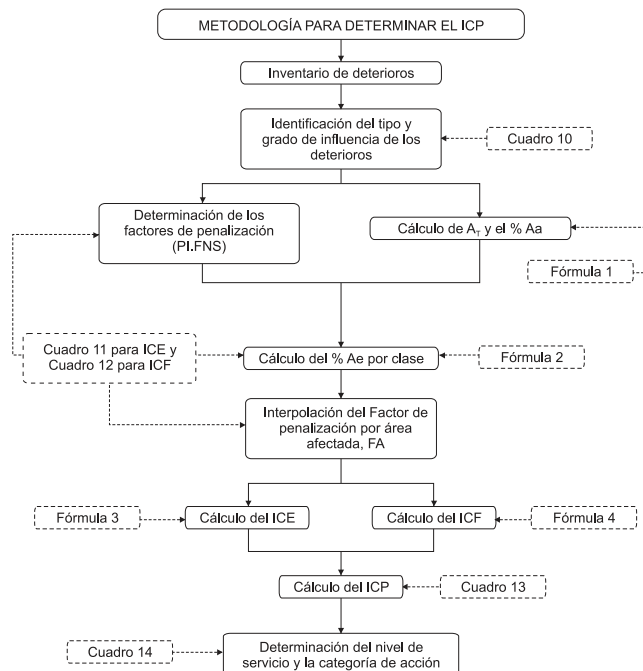 METODOLOGÍA PARA DETERMINAR EL ICP
Inventario de deterioros
Identificación del tipo y
grado de influencia de los
deterioros
Cuadro 10
Determinación de los
factores de penalización
(PI.FNS)
Cálculo de A_T y el % Aa
Fórmula 1
Cuadro 11 para ICE y
Cuadro 12 para ICF
Cálculo del % Ae por clase
Fórmula 2
Interpolación del Factor de
penalización por área
afectada, FA
Fórmula 3
Cálculo del ICE
Cálculo del ICF
Fórmula 4
Cálculo del ICP
Cuadro 13
Cuadro 14
Determinación del nivel de
servicio y la categoría de acción